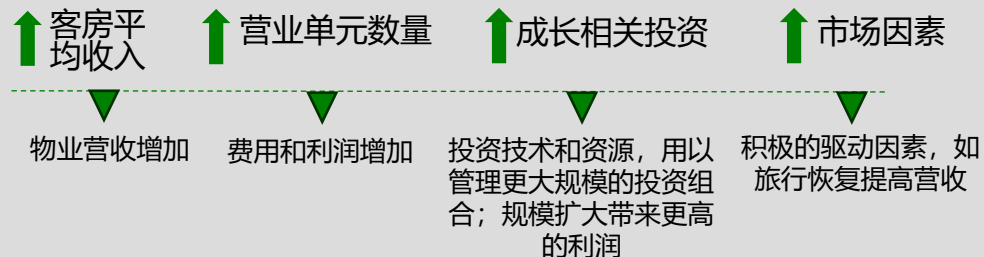 客房平
均收入
营业单元数量
成长相关投资
市场因素
物业营收增加
费用和利润增加
投资技术和资源，用以
管理更大规模的投资组
合；规模扩大带来更高
的利润
积极的驱动因素，如
旅行恢复提高营收